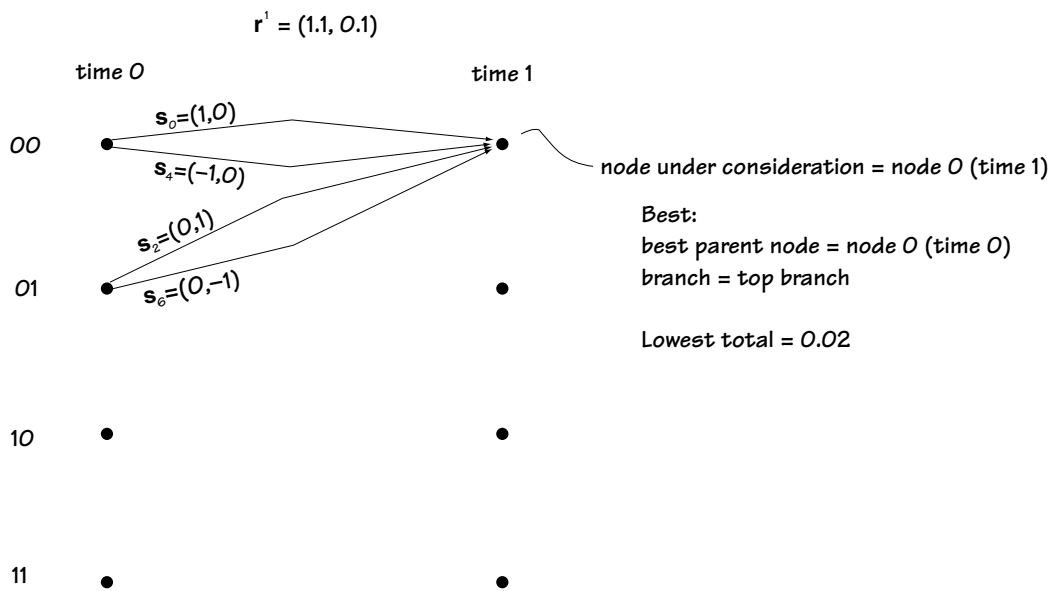 r¹ = (1.1, 0.1)
time 0
time 1
s₀=(1,0)
00
s₄=(–1,0)
node under consideration = node 0 (time 1)
Best:
s₂=(0,1)
best parent node = node 0 (time 0)
branch = top branch
01
s₆=(0,–1)
Lowest total = 0.02
10
11